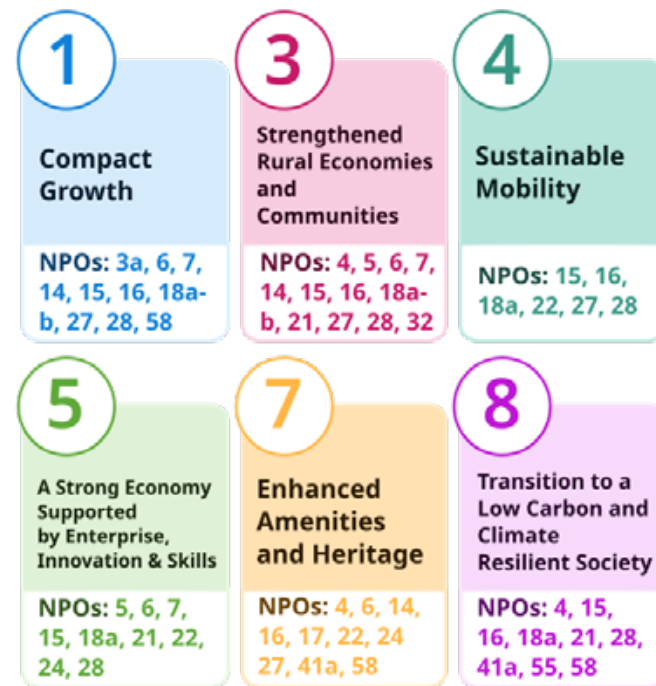 1
Compact
Growth
NPOs: 3a, 6, 7,
14, 15, 16, 18a-
b, 27, 28, 58
3
Strengthened
Rural Economies
and
Communities
NPOs: 4, 5, 6, 7,
14, 15, 16, 18a-
b, 21, 27, 28, 32
4
Sustainable
Mobility
NPOs: 15, 16,
18a, 22, 27, 28
5
A Strong Economy
Supported
by Enterprise,
Innovation & Skills
NPOs: 5, 6, 7,
15, 18a, 21, 22,
24, 28
7
Enhanced
Amenities
and Heritage
NPOs: 4, 6, 14,
16, 17, 22, 24
27, 41a, 58
8
Transition to a
Low Carbon and
Climate
Resilient Society
NPOs: 4, 15,
16, 18a, 21, 28,
41a, 55, 58